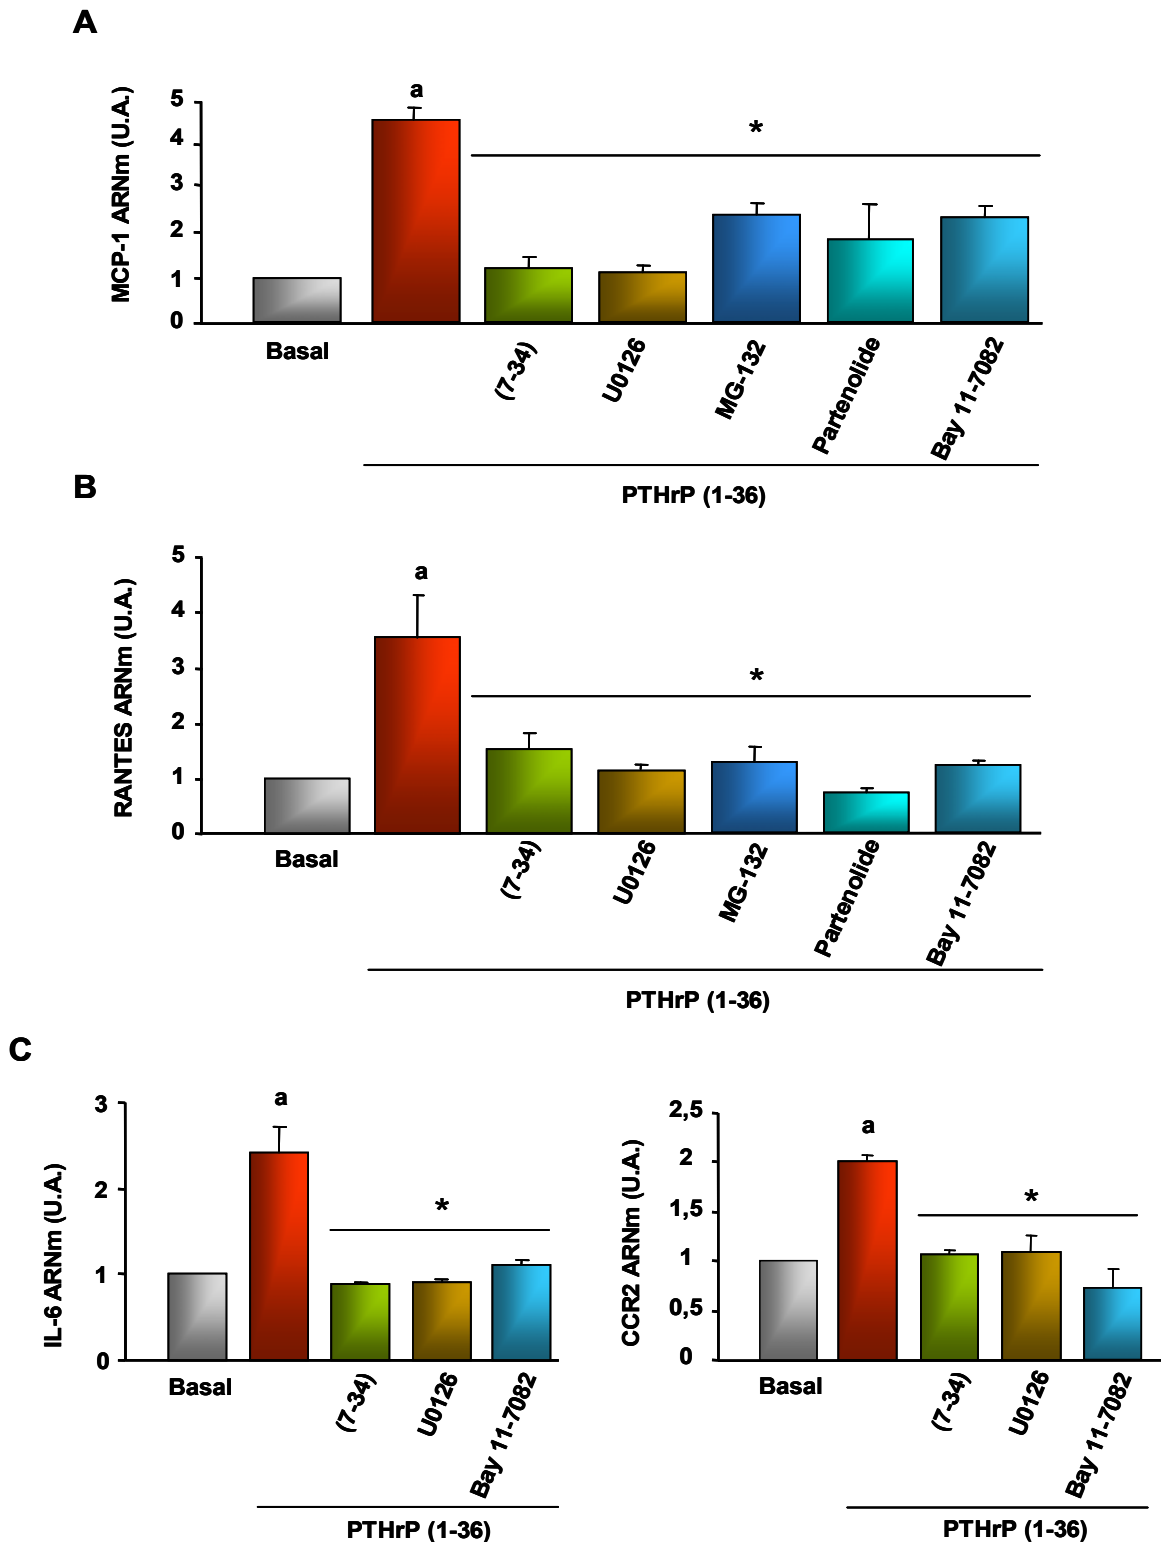 A
MCP-1 ARNm (U.A.)
5
4
3
2
1
0
a
*
Basal
(7-34)
U0126
MG-132
Partenolide
Bay 11-7082
PTHrP (1-36)
B
RANTES ARNm (U.A.)
5
4
3
2
1
0
a
*
Basal
(7-34)
U0126
MG-132
Partenolide
Bay 11-7082
PTHrP (1-36)
C
IL-6 ARNm (U.A.)
3
2
1
0
a
*
Basal
(7-34)
U0126
Bay 11-7082
PTHrP (1-36)
CCR2 ARNm (U.A.)
2,5
2
1,5
1
0,5
0
a
*
Basal
(7-34)
U0126
Bay 11-7082
PTHrP (1-36)